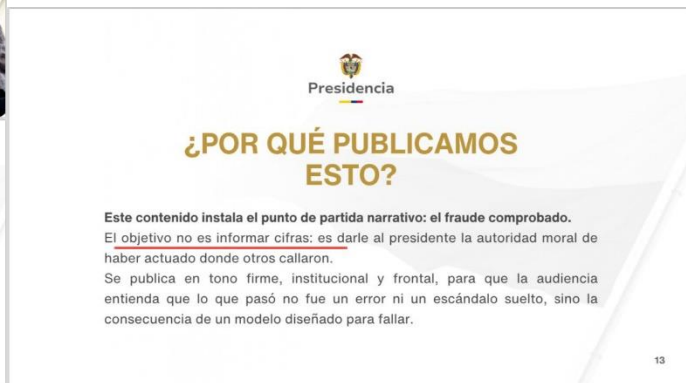 Presidencia
¿POR QUÉ PUBLICAMOS
ESTO?
Este contenido instala el punto de partida narrativo: el fraude comprobado.
El objetivo no es informar cifras: es darle al presidente la autoridad moral de
haber actuado donde otros callaron.
Se publica en tono firme, institucional y frontal, para que la audiencia
entienda que lo que pasó no fue un error ni un escándalo suelto, sino la
consecuencia de un modelo diseñado para fallar.
13